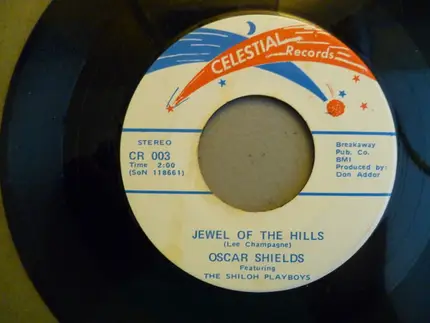 CELESTIAL
Records
STEREO
CR 003
Time 2:00
(SoN 118661)
Breakaway
Pub. Co.
BMI
Produced by:
Don Addor
JEWEL OF THE HILLS
(Lee Champagne)
OSCAR SHIELDS
Featuring
THE SHILOH PLAYBOYS